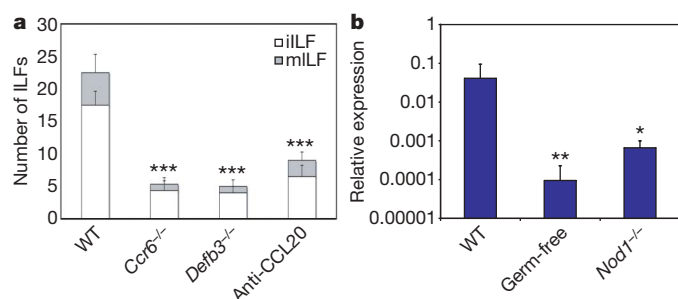 a
Number of ILFs
30
25
20
15
10
5
0
iILF
mILF
***
***
***
WT
Ccr6–/–
Defb3–/–
Anti-CCL20
b
Relative expression
1
0.1
0.01
0.001
0.0001
0.00001
**
*
WT
Germ-free
Nod1–/–